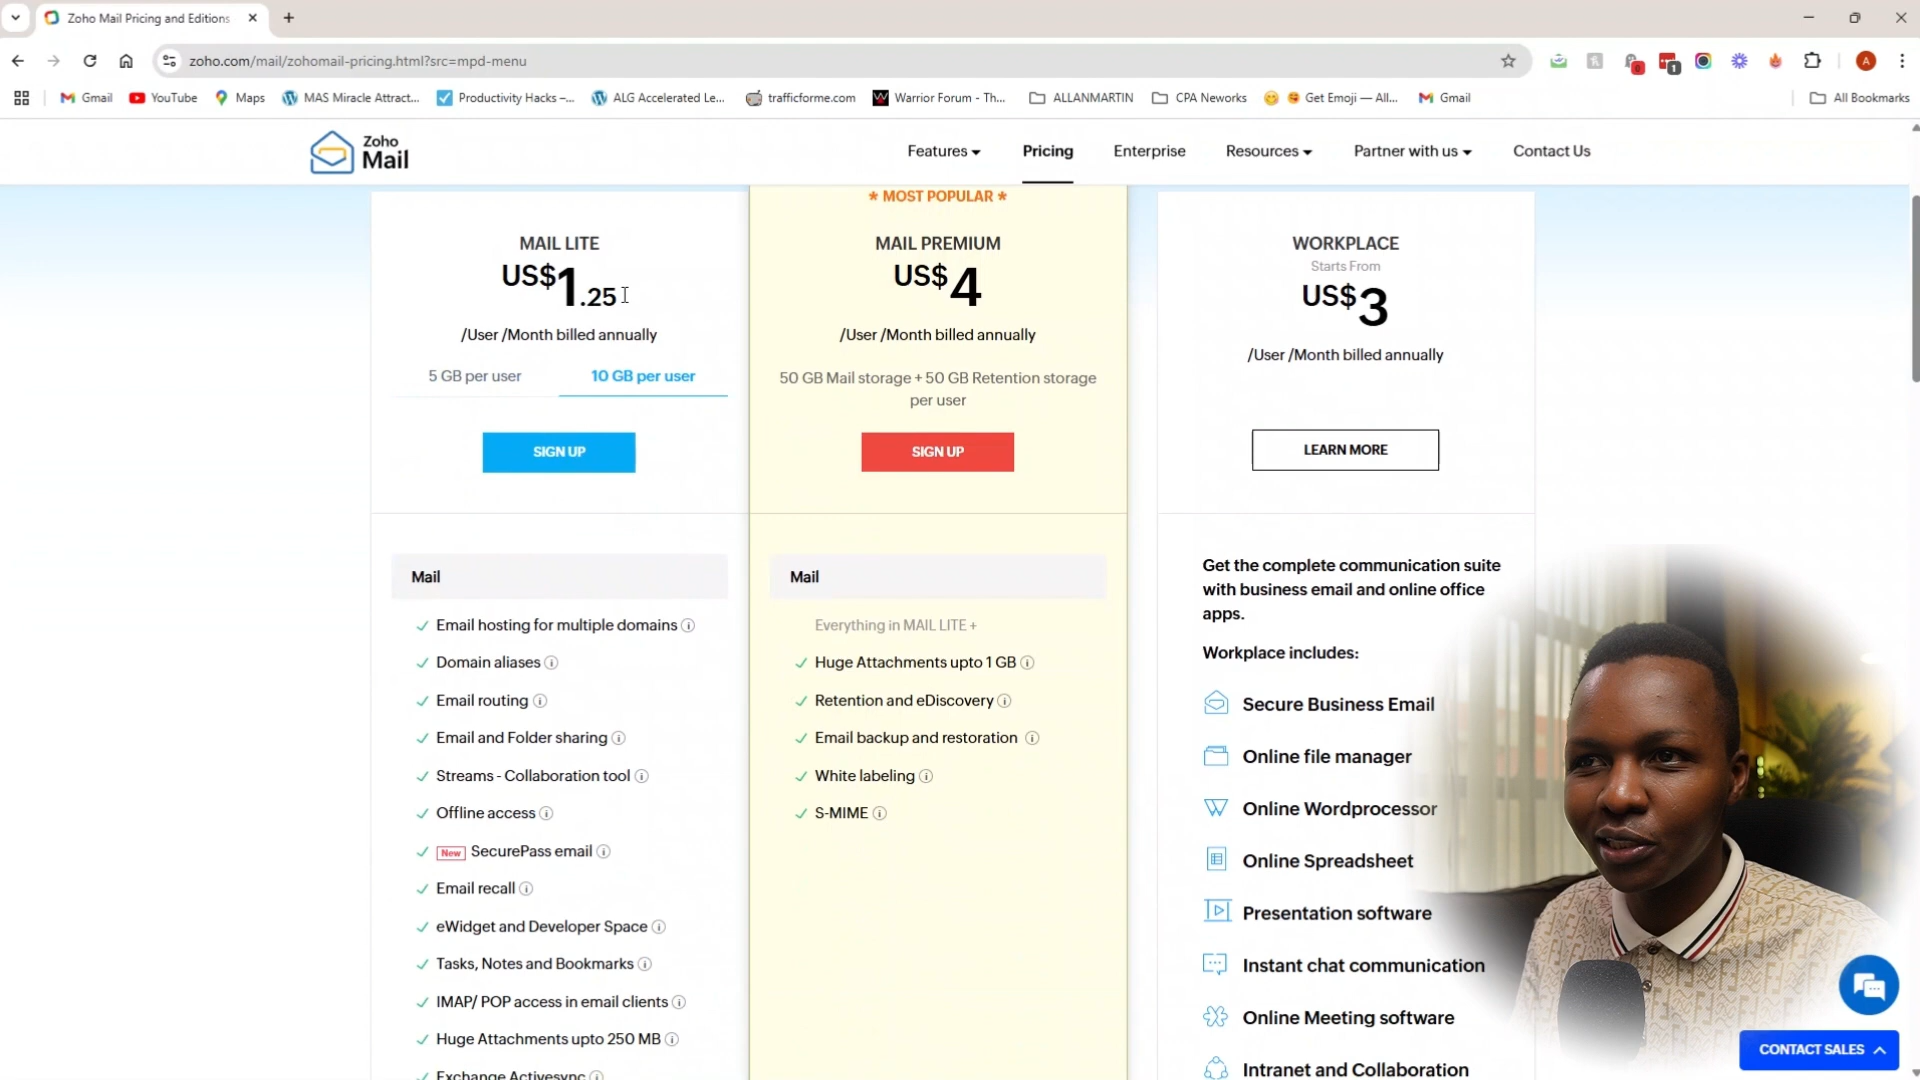 Zoho Mail Pricing and Editions
zoho.com/mail/zohomail-pricing.html?src=mpd-menu
0
1
A
Gmail
YouTube
Maps
MAS Miracle Attract...
Productivity Hacks –...
ALG Accelerated Le...
trafficforme.com
Warrior Forum - Th...
ALLANMARTIN
CPA Neworks
Get Emoji — All...
Gmail
All Bookmarks
Zoho
Mail
Features
Pricing
Enterprise
Resources
Partner with us
Contact Us
MAIL LITE
US$1.25
/User /Month billed annually
5 GB per user
10 GB per user
SIGN UP
Mail
Email hosting for multiple domains
Domain aliases
Email routing
Email and Folder sharing
Streams - Collaboration tool
Offline access
New SecurePass email
Email recall
eWidget and Developer Space
Tasks, Notes and Bookmarks
IMAP/ POP access in email clients
Huge Attachments upto 250 MB
Exchange Activesync
* MOST POPULAR *
MAIL PREMIUM
US$4
/User /Month billed annually
50 GB Mail storage + 50 GB Retention storage
per user
SIGN UP
Mail
Everything in MAIL LITE +
Huge Attachments upto 1 GB
Retention and eDiscovery
Email backup and restoration
White labeling
S-MIME
WORKPLACE
Starts From
US$3
/User /Month billed annually
LEARN MORE
Get the complete communication suite
with business email and online office
apps.
Workplace includes:
Secure Business Email
Online file manager
Online Wordprocessor
Online Spreadsheet
Presentation software
Instant chat communication
Online Meeting software
Intranet and Collaboration
CONTACT SALES